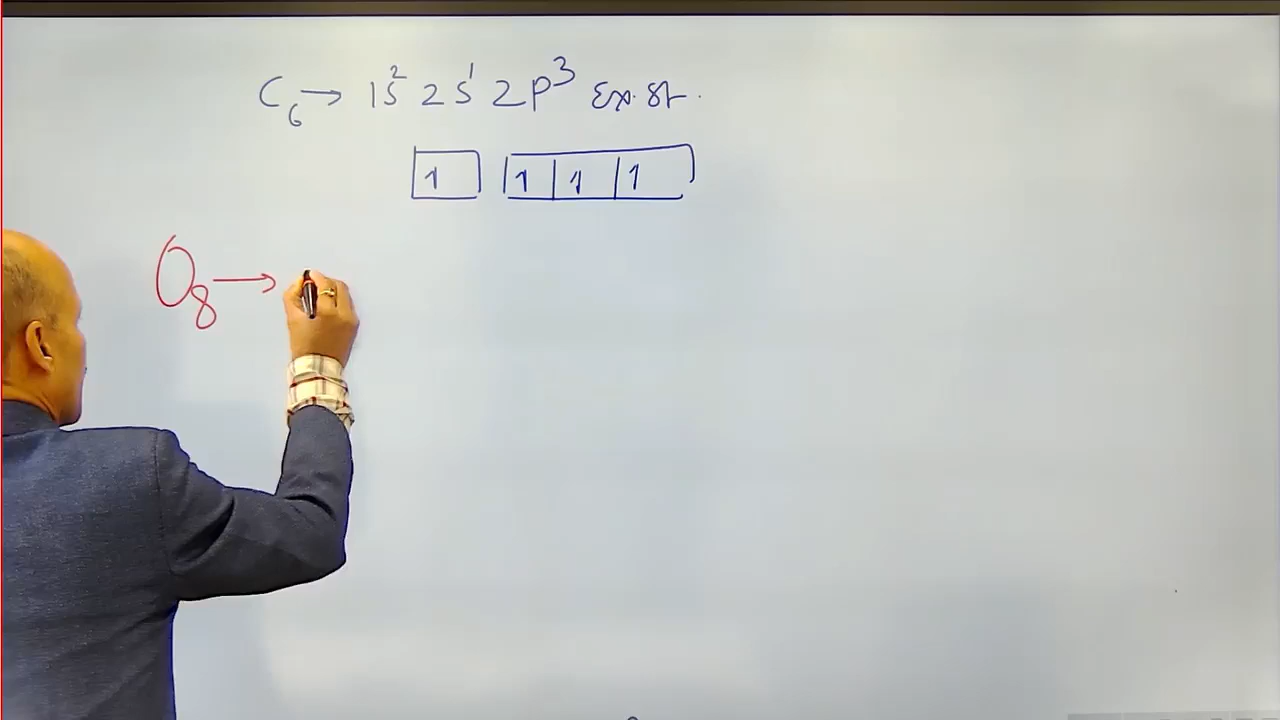 C₆ → 1s² 2s¹ 2p³ Ex. st.
1 1 1 1
O₈ →